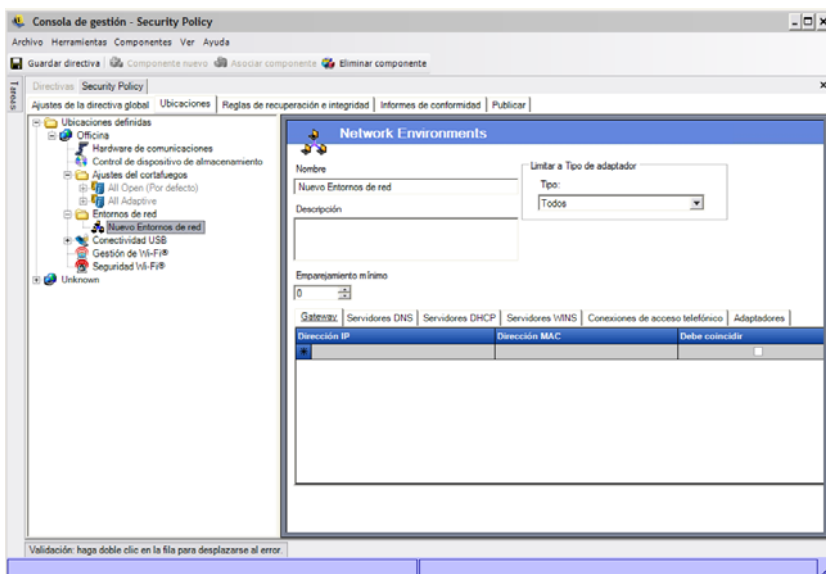 Consola de gestión - Security Policy
Archivo Herramientas Componentes Ver Ayuda
Guardar directiva Componente nuevo Asociar componente Eliminar componente
Tareas
Directivas Security Policy
Ajustes de la directiva global Ubicaciones Reglas de recuperación e integridad Informes de conformidad Publicar
Ubicaciones definidas
Officina
Hardware de comunicaciones
Control de dispositivo de almacenamiento
Ajustes del cortafuegos
All Open (Por defecto)
All Adaptive
Entornos de red
Nuevo Entornos de red
Conectividad USB
Gestión de Wi-Fi®
Seguridad Wi-Fi®
Unknown
Network Environments
Nombre
Nuevo Entornos de red
Limitar a Tipo de adaptador
Tipo:
Todos
Descripción
Emparejamiento mínimo
0
Gateway Servidores DNS Servidores DHCP Servidores WINS Conexiones de acceso telefónico Adaptadores
Dirección IP Dirección MAC Debe coincidir
Validación: haga doble clic en la fila para desplazarse al error.